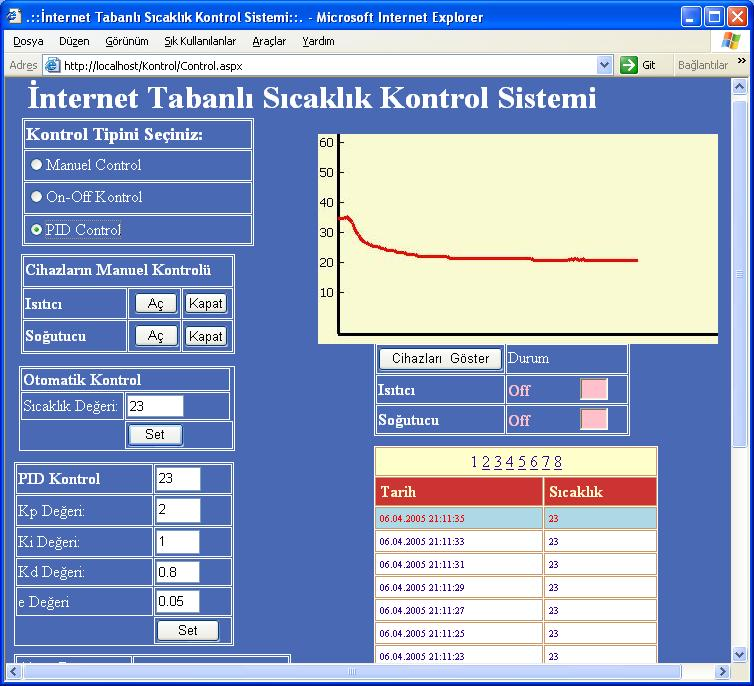 .::İnternet Tabanlı Sıcaklık Kontrol Sistemi::. - Microsoft Internet Explorer
Dosya Düzen Görünüm Sık Kullanılanlar Araçlar Yardım
Adres http://localhost/Kontrol/Control.aspx Git Bağlantılar »
İnternet Tabanlı Sıcaklık Kontrol Sistemi
Kontrol Tipini Seçiniz:
Manuel Control
On-Off Kontrol
PID Control
Cihazların Manuel Kontrolü
Isıtıcı Aç Kapat
Soğutucu Aç Kapat
Otomatik Kontrol
Sıcaklık Değeri: 23
Set
PID Kontrol 23
Kp Değeri: 2
Ki Değeri: 1
Kd Değeri: 0.8
e Değeri 0.05
Set
60
50
40
30
20
10
Cihazları Göster Durum
Isıtıcı Off
Soğutucu Off
1 2 3 4 5 6 7 8
Tarih Sıcaklık
06.04.2005 21:11:35 23
06.04.2005 21:11:33 23
06.04.2005 21:11:31 23
06.04.2005 21:11:29 23
06.04.2005 21:11:27 23
06.04.2005 21:11:25 23
06.04.2005 21:11:23 23